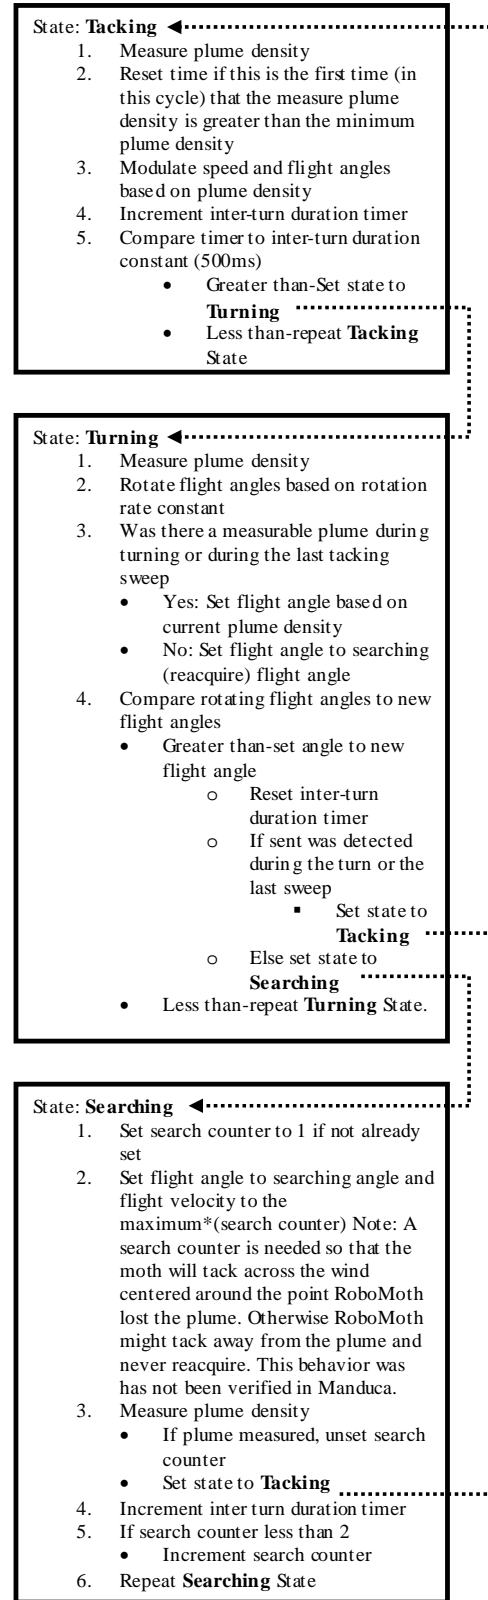 State: Tacking
1. Measure plume density
2. Reset time if this is the first time (in
this cycle) that the measure plume
density is greater than the minimum
plume density
3. Modulate speed and flight angles
based on plume density
4. Increment inter-turn duration timer
5. Compare timer to inter-turn duration
constant (500ms)
• Greater than-Set state to
Turning
• Less than-repeat Tacking
State
State: Turning
1. Measure plume density
2. Rotate flight angles based on rotation
rate constant
3. Was there a measurable plume during
turning or during the last tacking
sweep
• Yes: Set flight angle based on
current plume density
• No: Set flight angle to searching
(reacquire) flight angle
4. Compare rotating flight angles to new
flight angles
• Greater than-set angle to new
flight angle
o Reset inter-turn
duration timer
o If sent was detected
during the turn or the
last sweep
▪ Set state to
Tacking
o Else set state to
Searching
• Less than-repeat Turning State.
State: Searching
1. Set search counter to 1 if not already
set
2. Set flight angle to searching angle and
flight velocity to the
maximum*(search counter) Note: A
search counter is needed so that the
moth will tack across the wind
centered around the point RoboMoth
lost the plume. Otherwise RoboMoth
might tack away from the plume and
never reacquire. This behavior was
has not been verified in Manduca.
3. Measure plume density
• If plume measured, unset search
counter
• Set state to Tacking
4. Increment inter turn duration timer
5. If search counter less than 2
• Increment search counter
6. Repeat Searching State